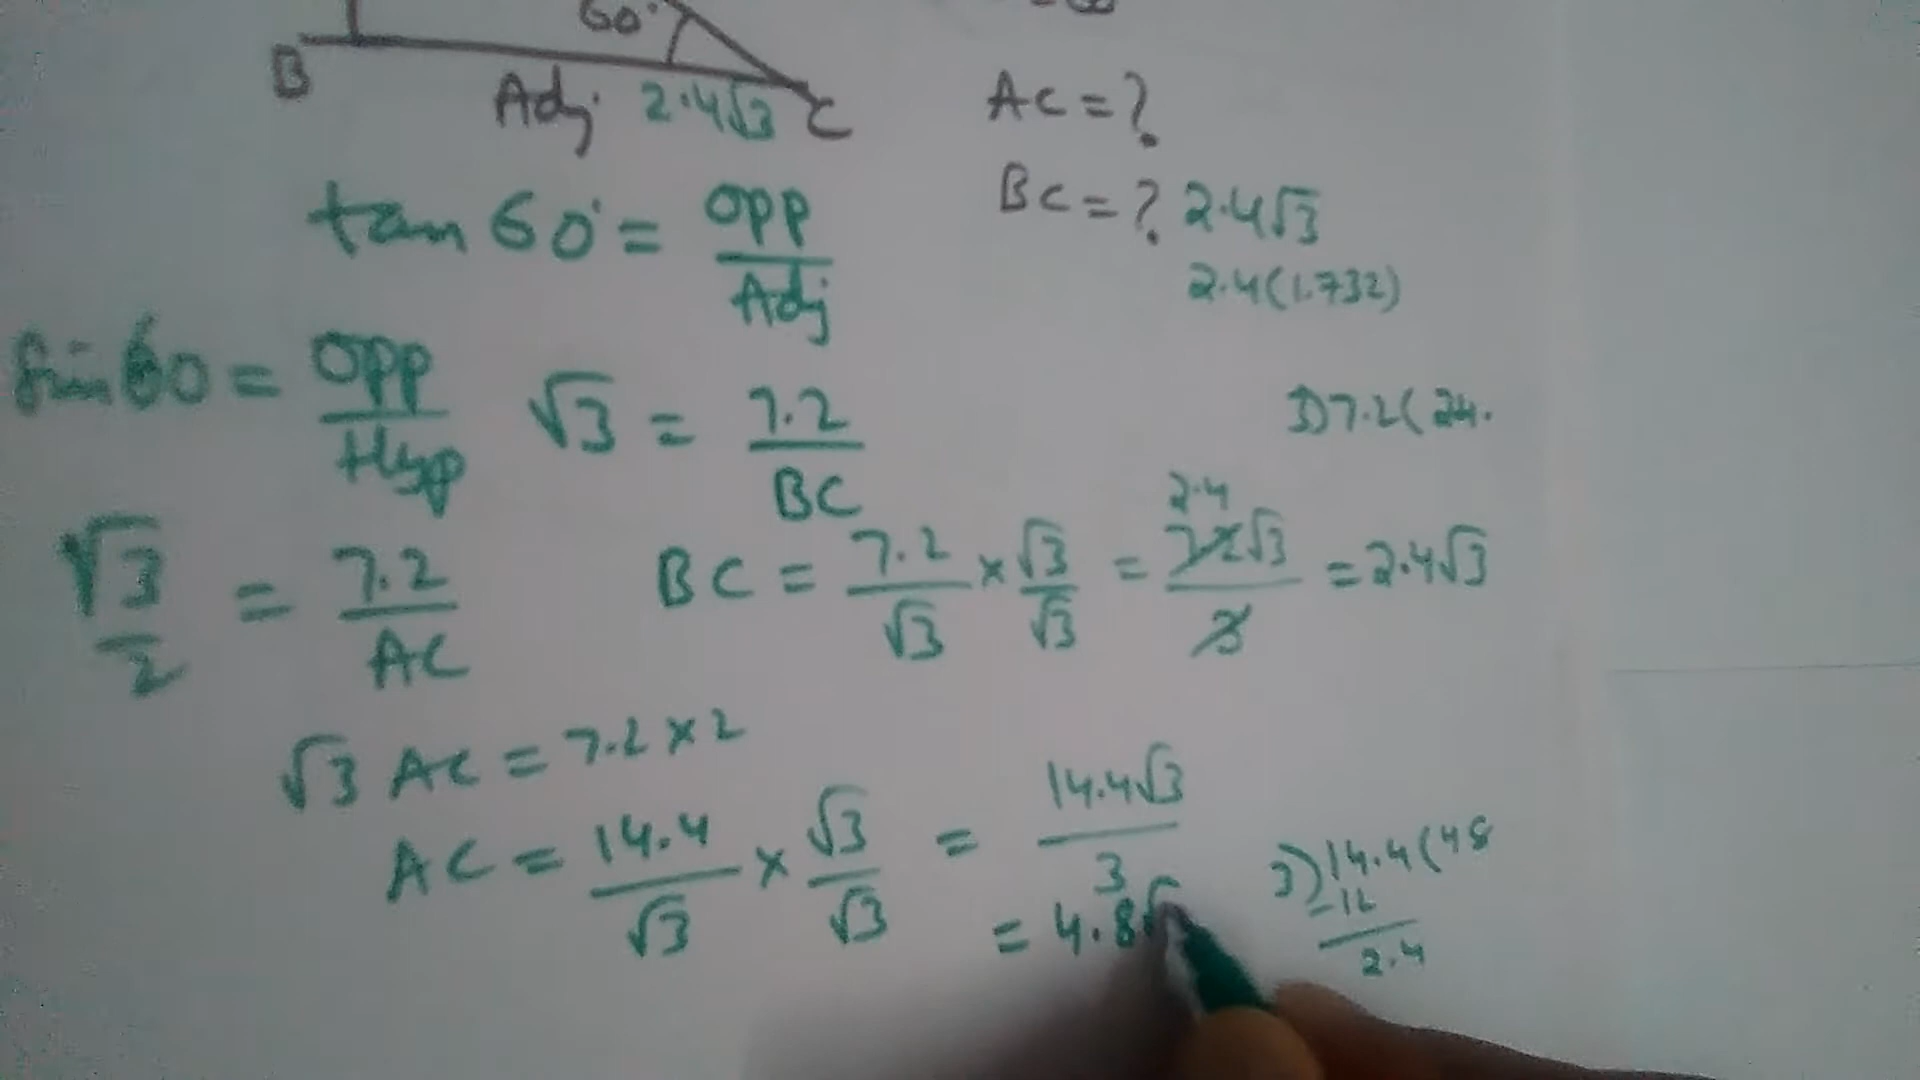 60°
B
Adj 2.4√3 C
AC = ?
BC = ? 2.4√3
2.4(1.732)
tan 60° = opp/Adj
Sin 60 = opp/Hyp
√3 = 7.2/BC
3)7.2(24.
√3/2 = 7.2/AC
BC = 7.2/√3 × √3/√3 = 7.2√3/3 = 2.4√3
2.4
√3 AC = 7.2 × 2
AC = 14.4/√3 × √3/√3 = 14.4√3/3
= 4.8√
3)14.4(48
-12
2.4